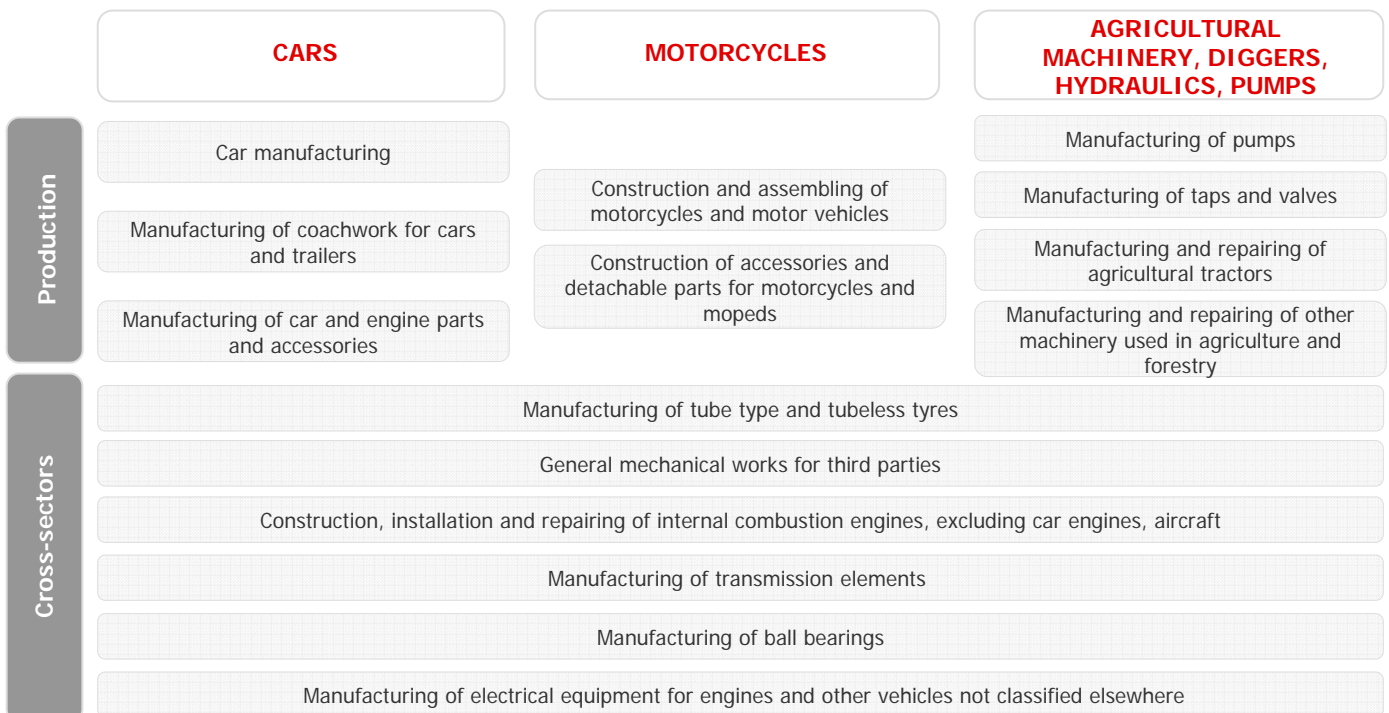 CARS
MOTORCYCLES
AGRICULTURAL
MACHINERY, DIGGERS,
HYDRAULICS, PUMPS
Production
Car manufacturing
Manufacturing of coachwork for cars
and trailers
Manufacturing of car and engine parts
and accessories
Construction and assembling of
motorcycles and motor vehicles
Construction of accessories and
detachable parts for motorcycles and
mopeds
Manufacturing of pumps
Manufacturing of taps and valves
Manufacturing and repairing of
agricultural tractors
Manufacturing and repairing of other
machinery used in agriculture and
forestry
Cross-sectors
Manufacturing of tube type and tubeless tyres
General mechanical works for third parties
Construction, installation and repairing of internal combustion engines, excluding car engines, aircraft
Manufacturing of transmission elements
Manufacturing of ball bearings
Manufacturing of electrical equipment for engines and other vehicles not classified elsewhere